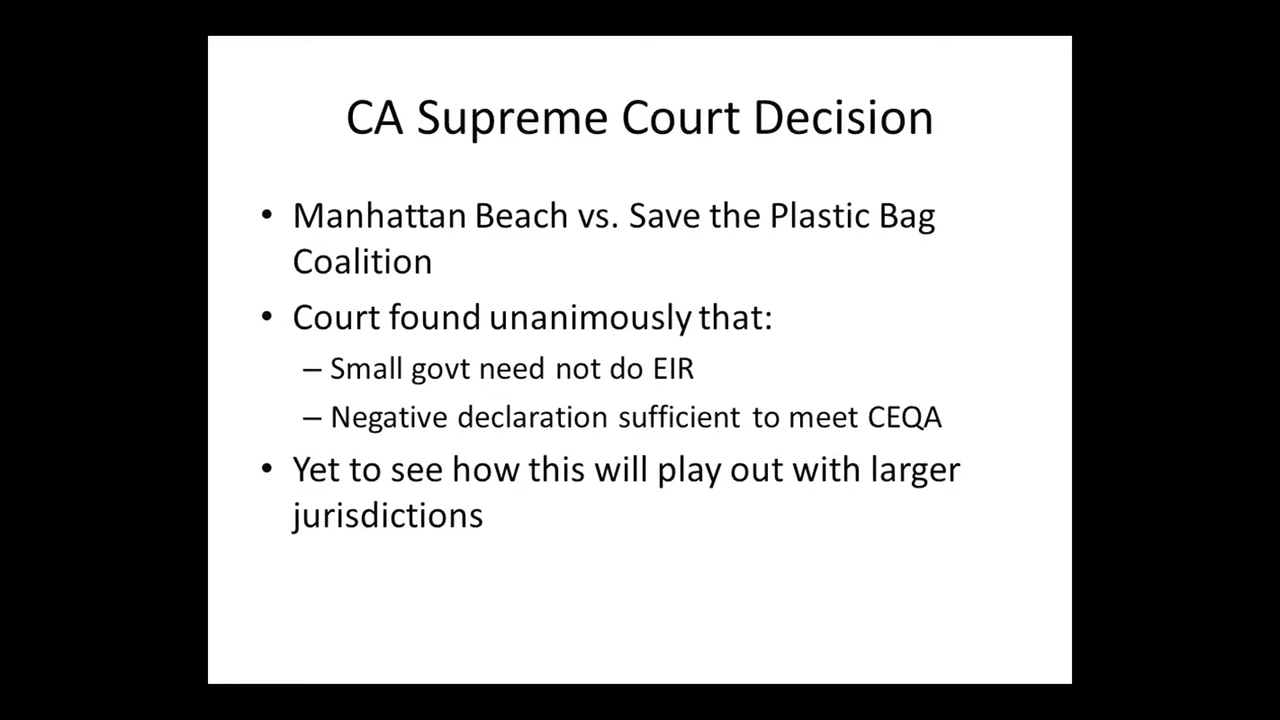 CA Supreme Court Decision
• Manhattan Beach vs. Save the Plastic Bag
Coalition
• Court found unanimously that:
– Small govt need not do EIR
– Negative declaration sufficient to meet CEQA
• Yet to see how this will play out with larger
jurisdictions